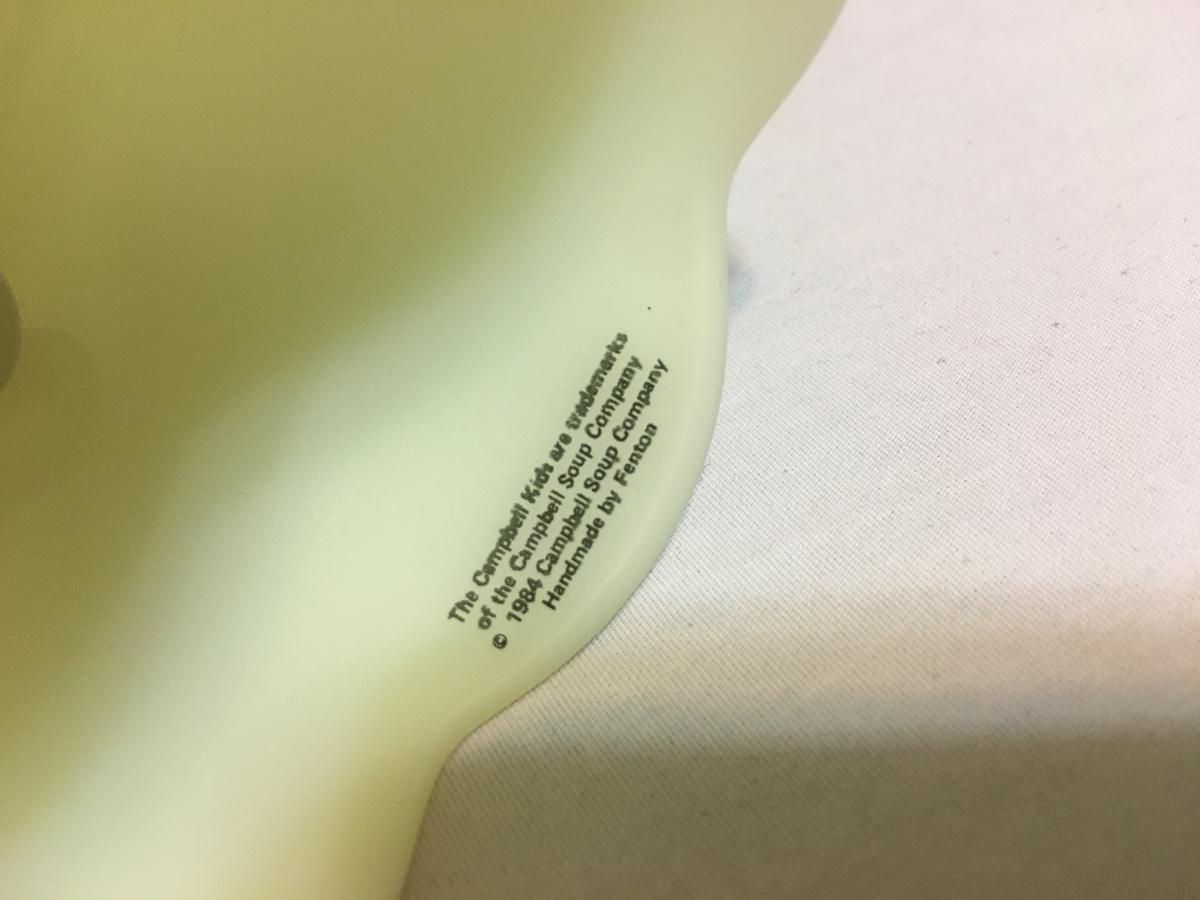 The Campbell Kids are trademarks
of the Campbell Soup Company
© 1984 Campbell Soup Company
Handmade by Fenton